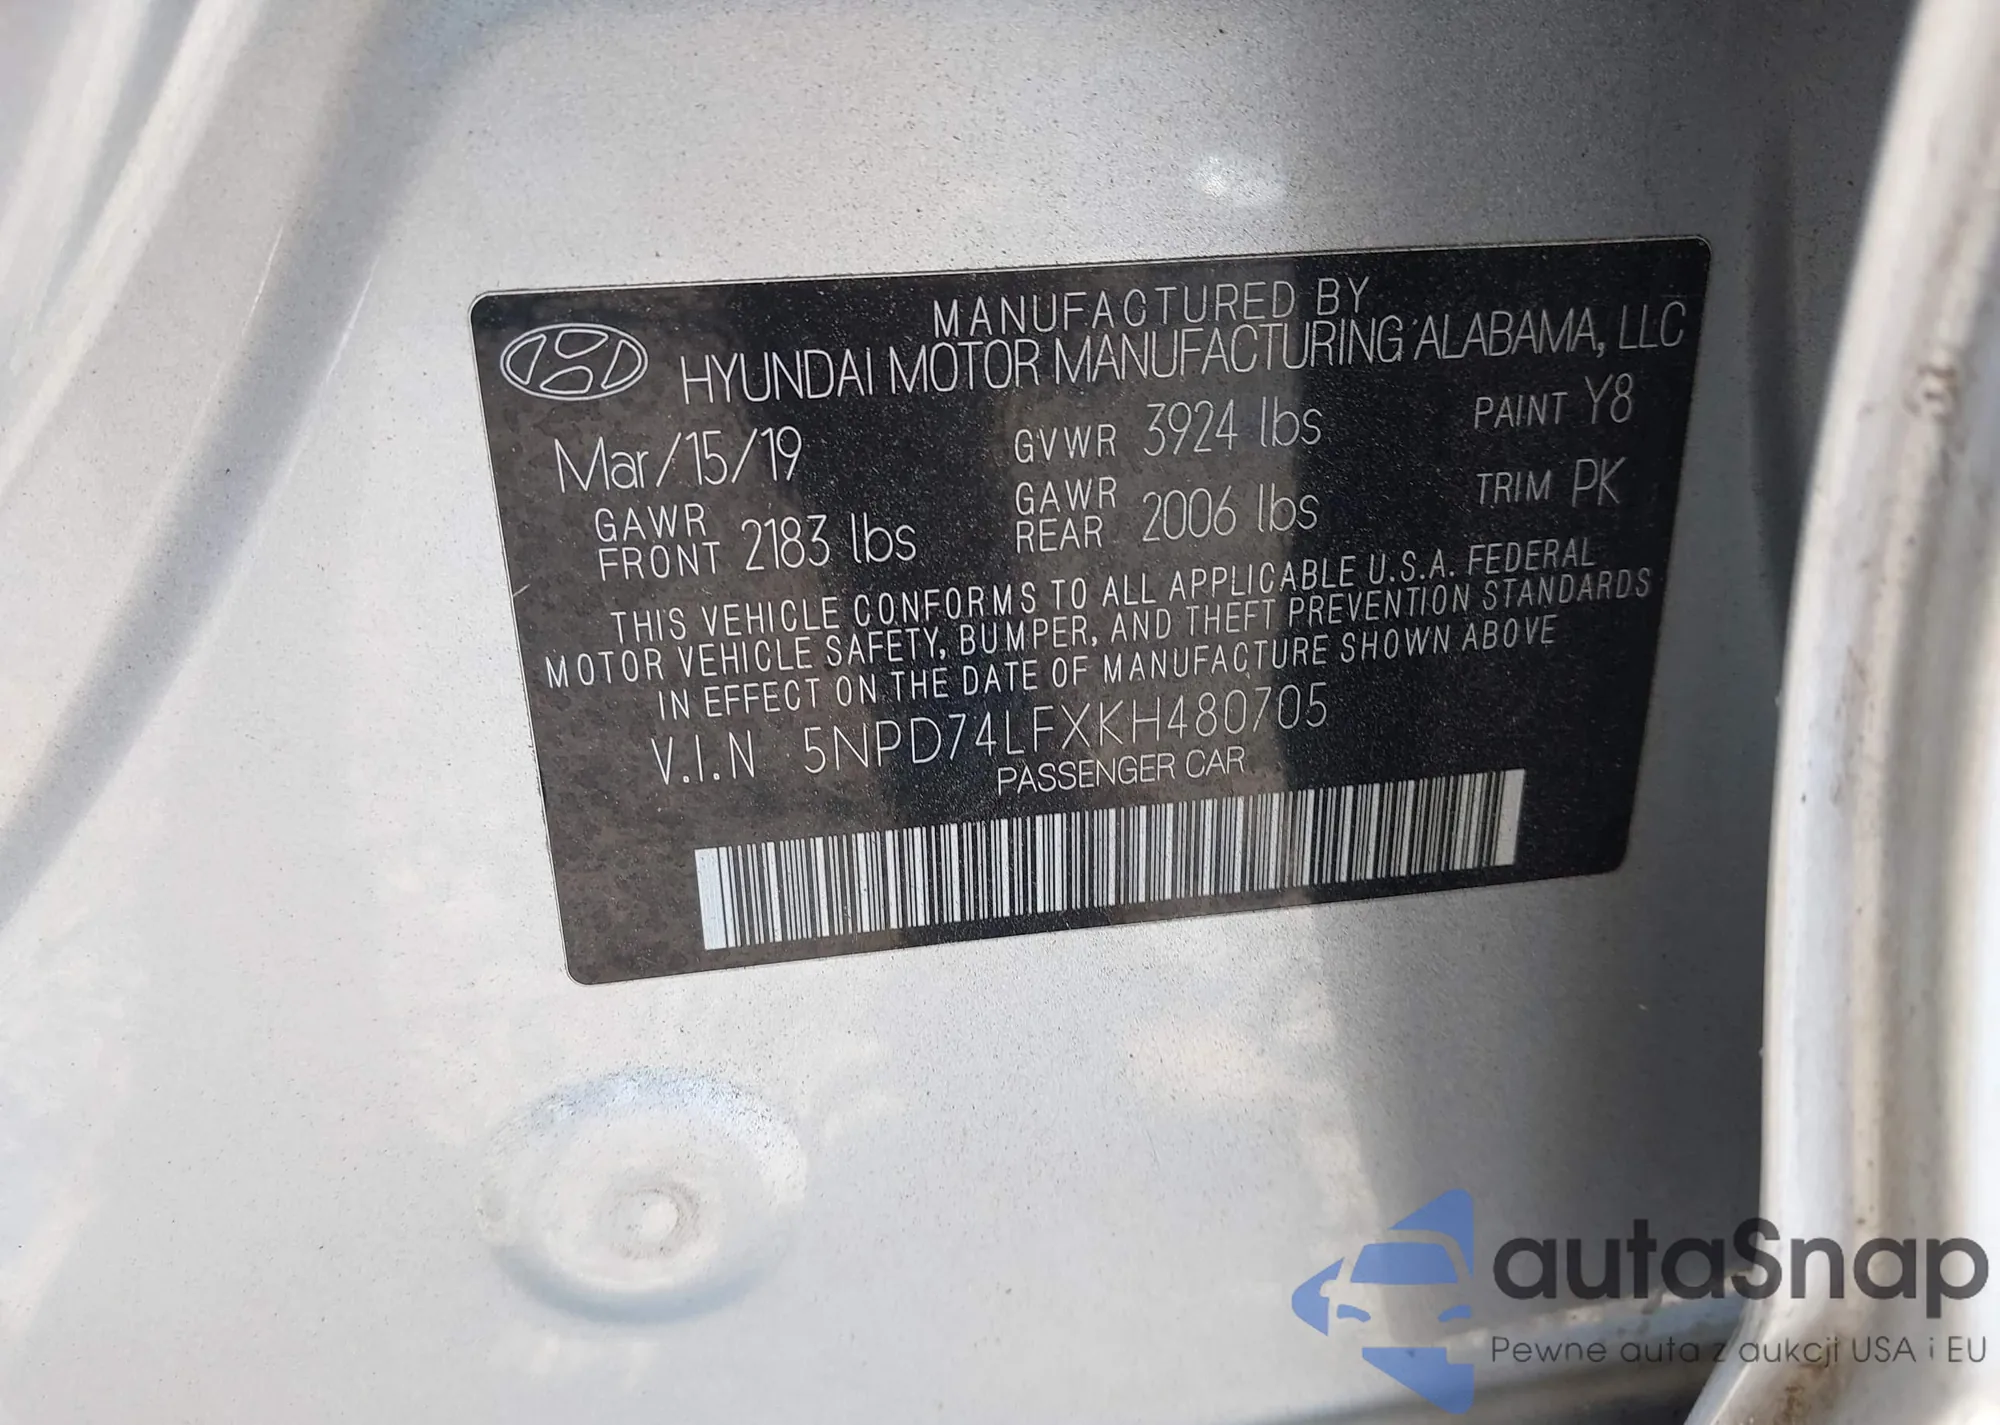 MANUFACTURED BY
HYUNDAI MOTOR MANUFACTURING ALABAMA, LLC
Mar/15/19 GVWR 3924 lbs PAINT Y8
GAWR FRONT 2183 lbs GAWR REAR 2006 lbs TRIM PK
THIS VEHICLE CONFORMS TO ALL APPLICABLE U.S.A. FEDERAL
MOTOR VEHICLE SAFETY, BUMPER, AND THEFT PREVENTION STANDARDS
IN EFFECT ON THE DATE OF MANUFACTURE SHOWN ABOVE
V.I.N 5NPD74LFXKH480705
PASSENGER CAR
autaSnap
Pewne auta z aukcji USA i EU